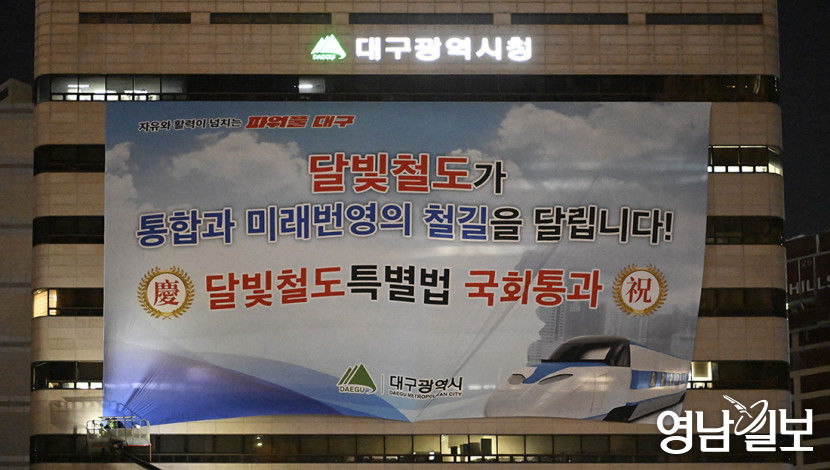 DAEGU 대구광역시청
자유와 활력이 넘치는 파워풀 대구
달빛철도가
통합과 미래번영의 철길을 달립니다!
慶 달빛철도특별법 국회통과 祝
DAEGU 대구광역시
DAEGU METROPOLITAN CITY
HILLS
영남일보